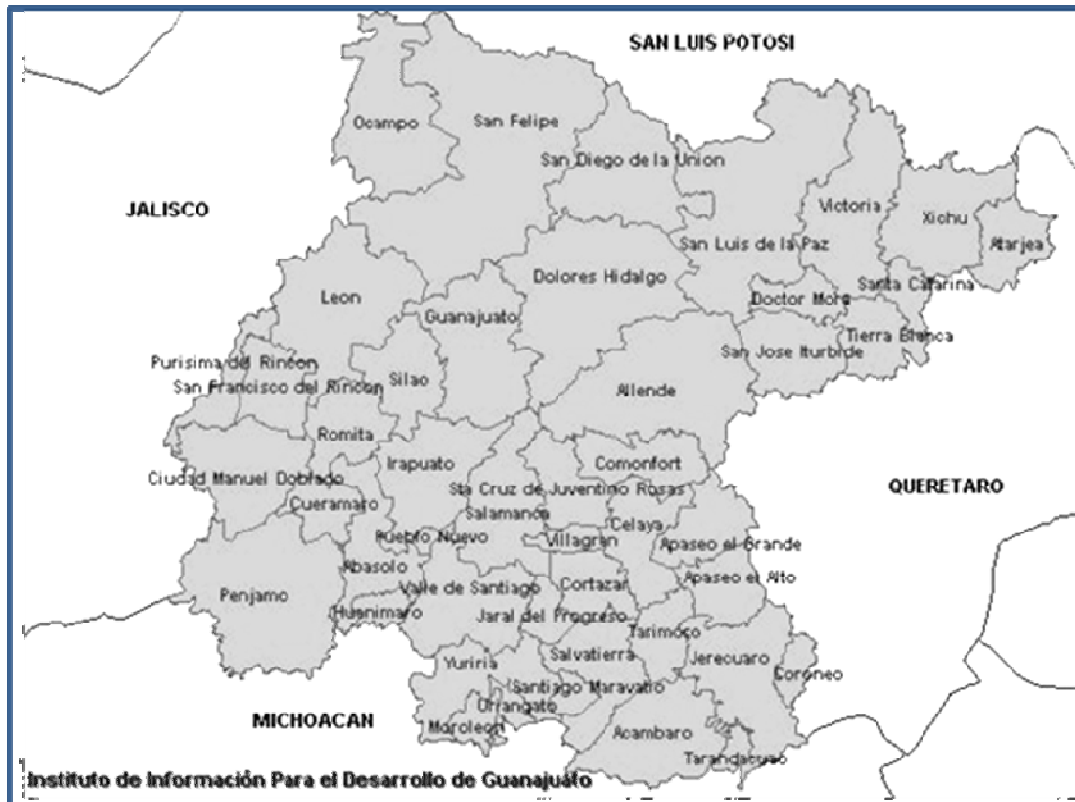 SAN LUIS POTOSI
Ocampo
San Felipe
San Diego de la Union
JALISCO
Victoria
Xichu
San Luis de la Paz
Atarjea
Dolores Hidalgo
Santa Catarina
Leon
Doctor Mora
Guanajuato
Tierra Blanca
San Jose Iturbide
Purisima del Rincon
Silao
San Francisco del Rincon
Allende
Romita
Irapuato
Comonfort
Ciudad Manuel Doblado
QUERETARO
Sta Cruz de Juventino Rosas
Cueramaro
Salamanca
Celaya
Pueblo Nuevo
Villagran
Apaseo el Grande
Abasolo
Apaseo el Alto
Valle de Santiago
Cortazar
Penjamo
Huanimaro
Jaral del Progreso
Tarimoro
Salvatierra
Jerecuaro
Yuriria
Coroneo
Santiago Maravatio
Uriangato
MICHOACAN
Moroleon
Acambaro
Tarandacuao
Instituto de Información Para el Desarrollo de Guanajuato